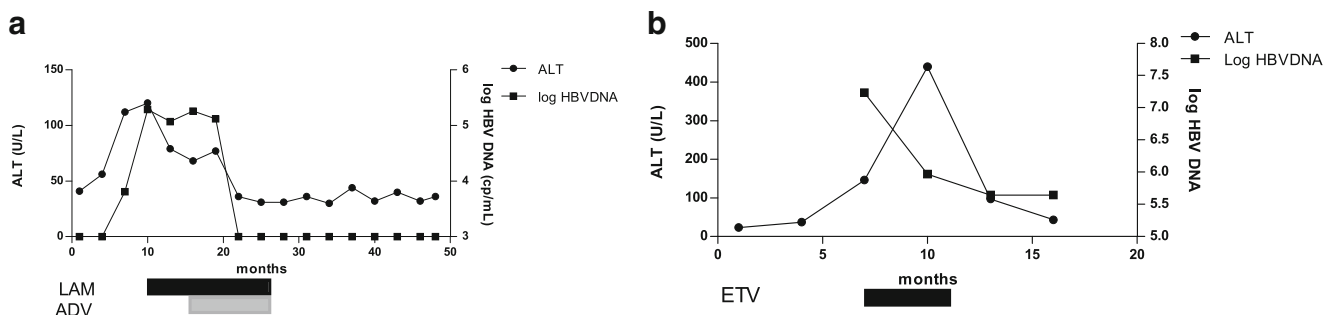 a
ALT (U/L)
150
100
50
0
0
10
20
30
40
50
months
6
5
4
3
log HBV DNA (cp/mL)
ALT
log HBVDNA
LAM
ADV
b
ALT (U/L)
500
400
300
200
100
0
0
5
10
15
20
months
8.0
7.5
7.0
6.5
6.0
5.5
5.0
log HBV DNA
ALT
Log HBVDNA
ETV